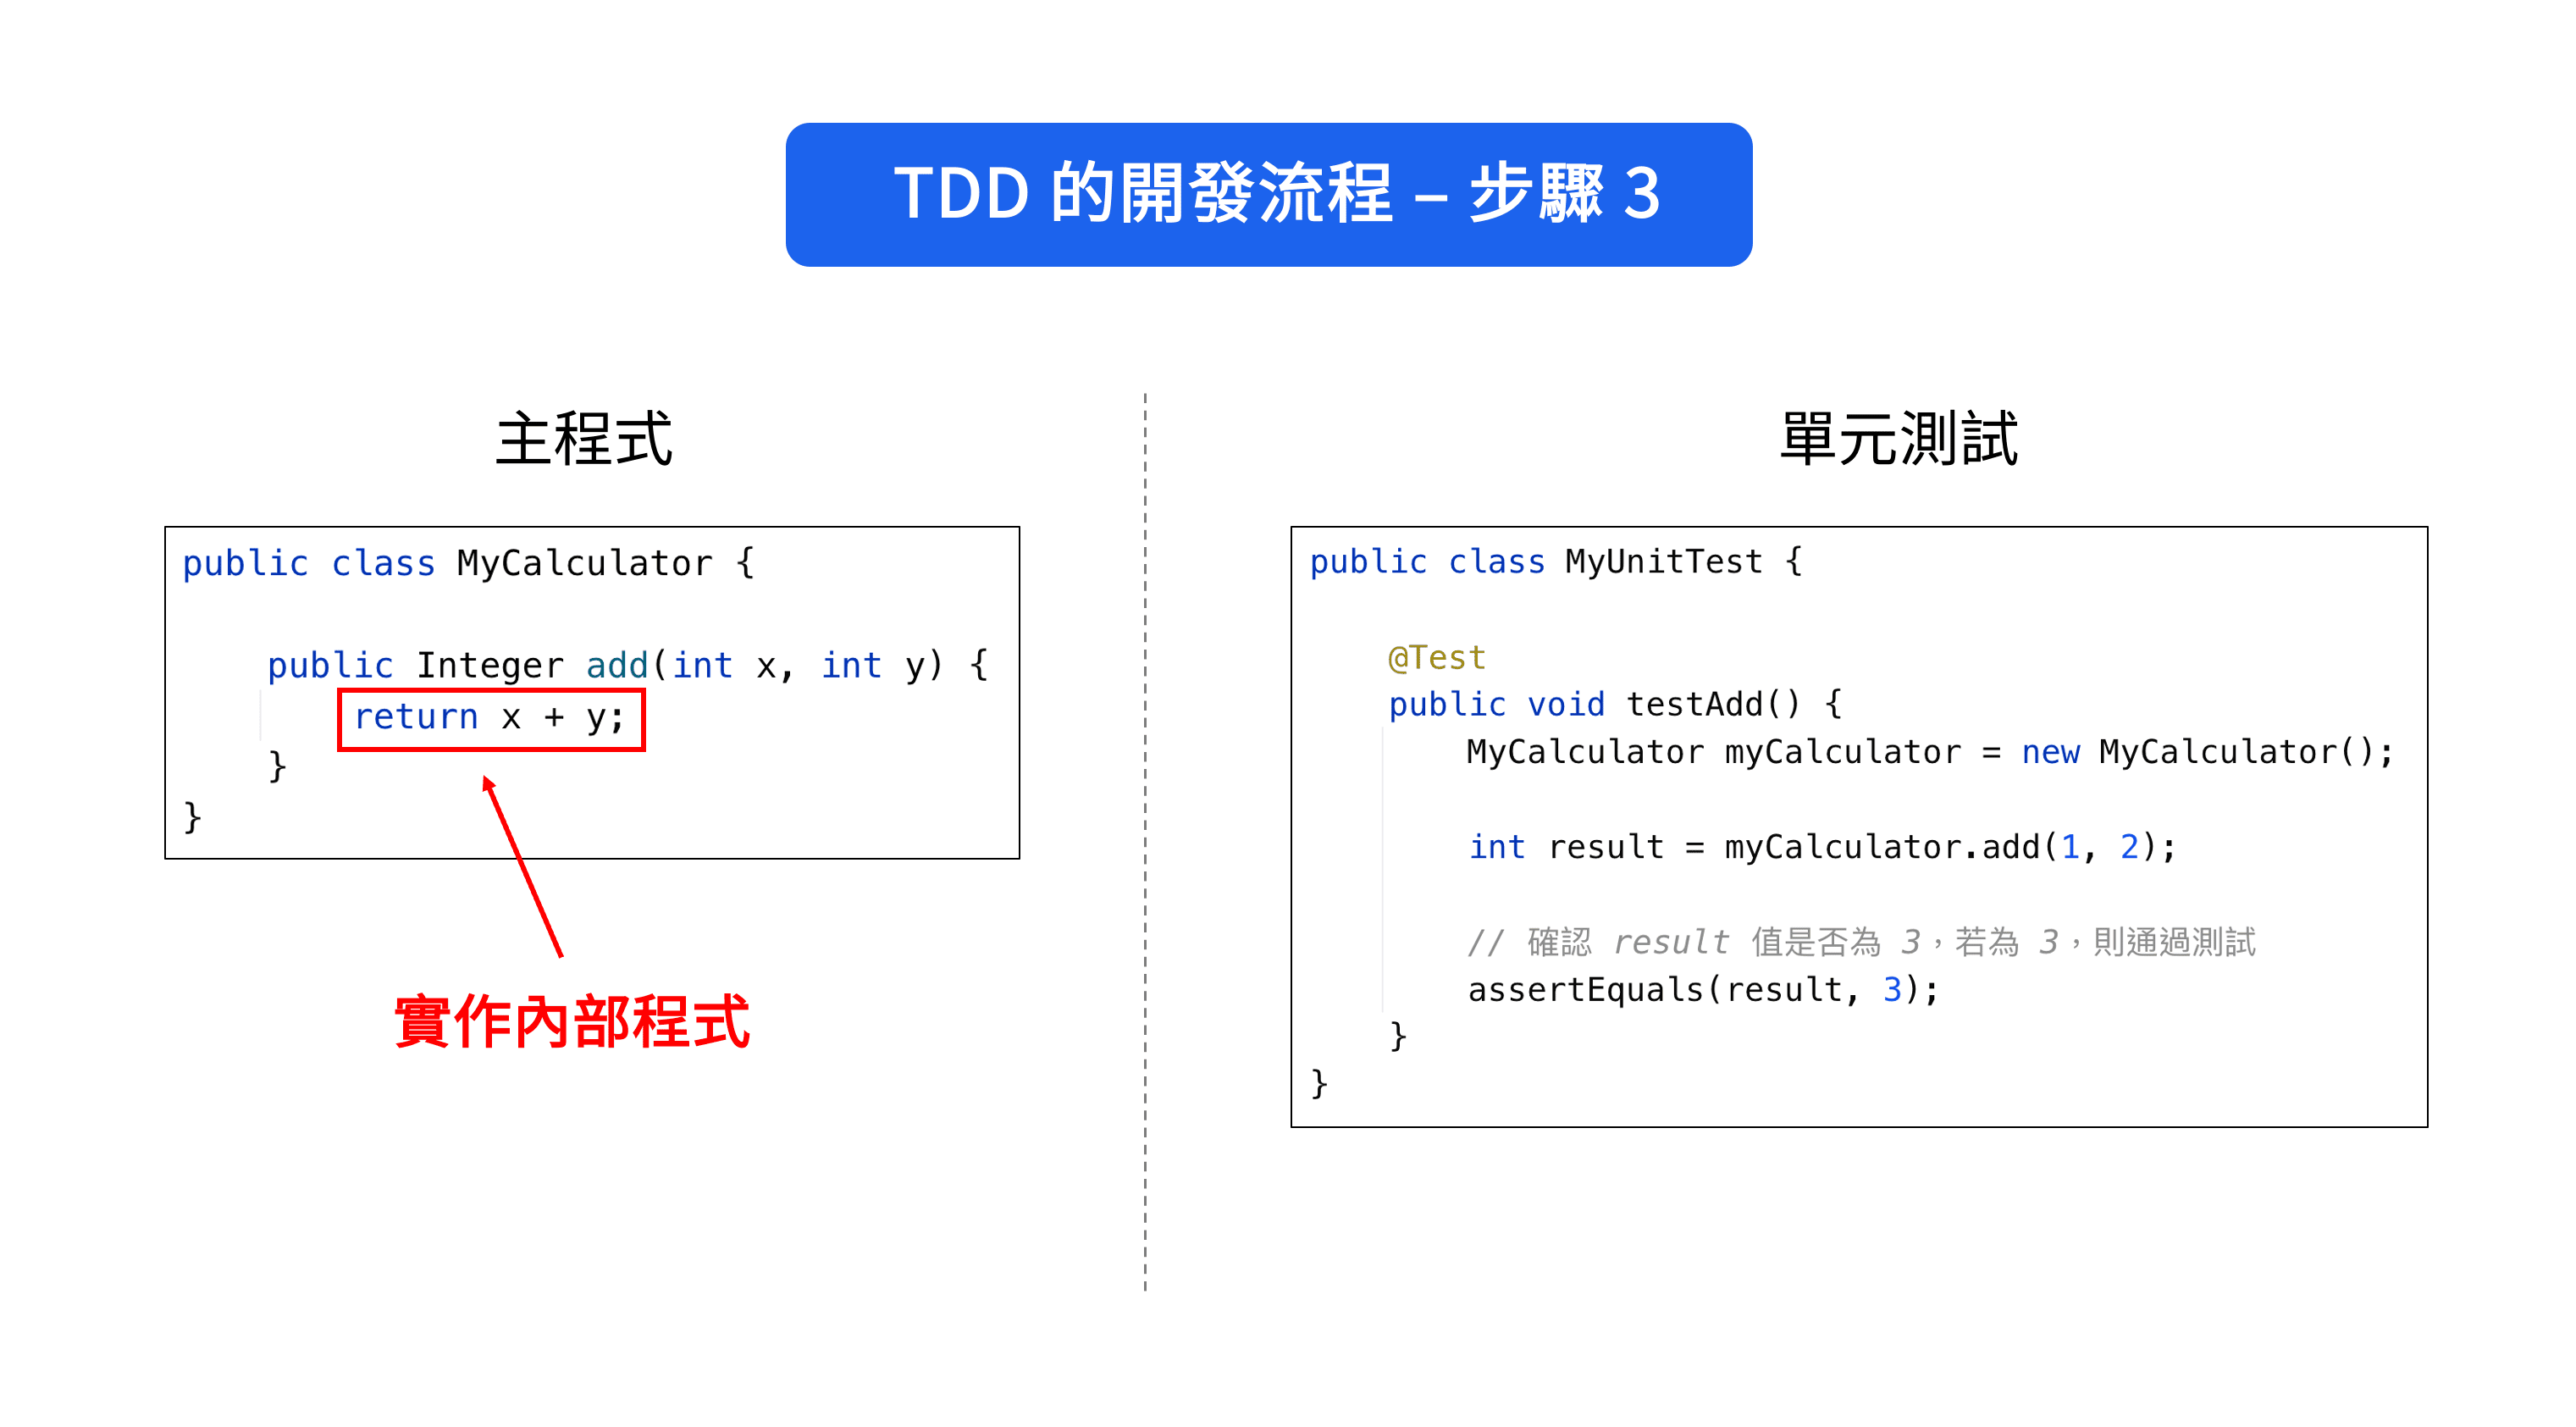 TDD 的開發流程 – 步驟 3
主程式
public class MyCalculator {
public Integer add(int x, int y) {
return x + y;
}
}
實作內部程式
單元測試
public class MyUnitTest {
@Test
public void testAdd() {
MyCalculator myCalculator = new MyCalculator();
int result = myCalculator.add(1, 2);
// 確認 result 值是否為 3，若為 3，則通過測試
assertEquals(result, 3);
}
}